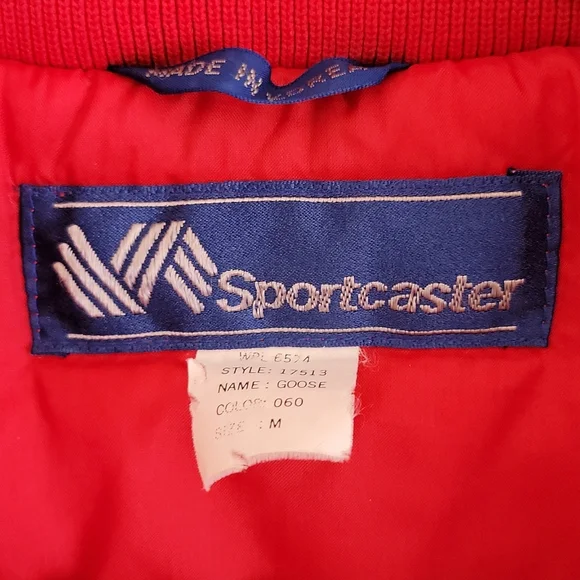 MADE IN KOREA
Sportcaster
WPL 6524
STYLE: 17513
NAME: GOOSE
COLOR: 060
SIZE: M